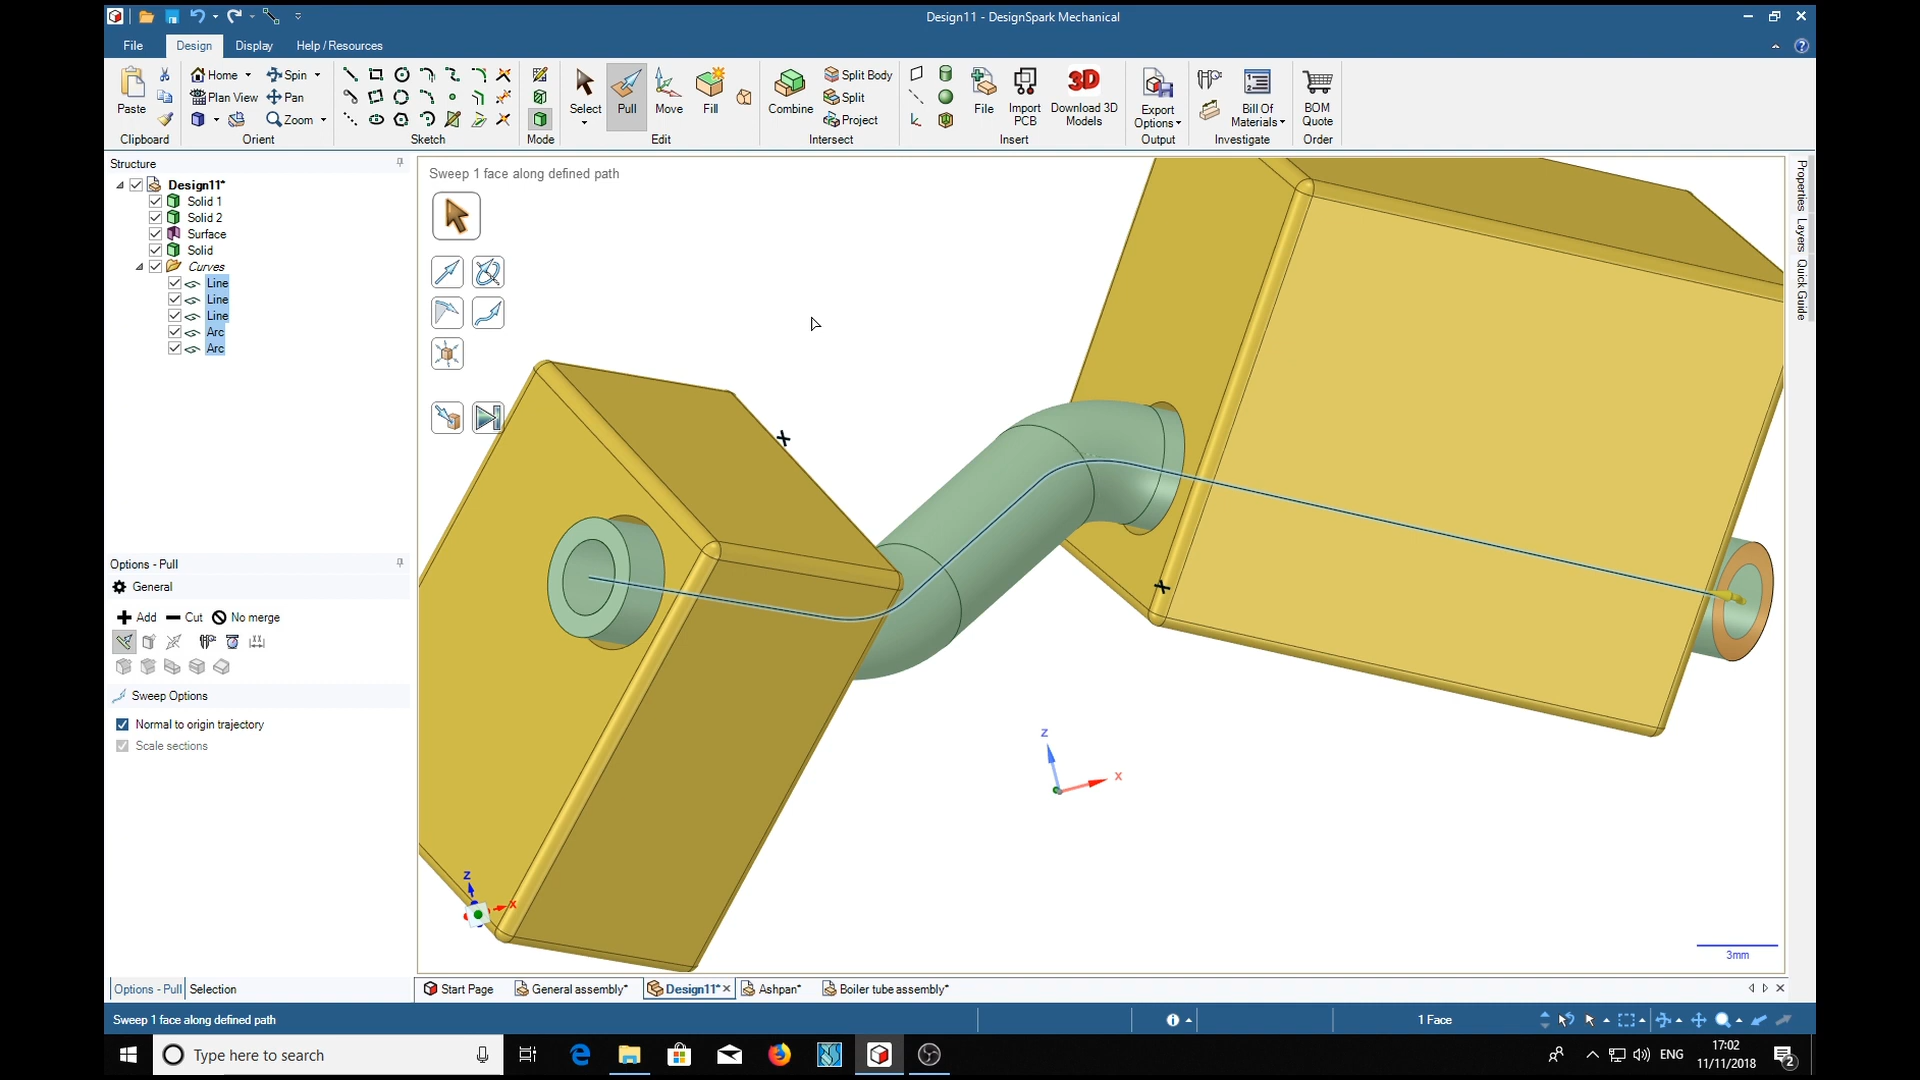 Design11 - DesignSpark Mechanical
File Design Display Help / Resources
Paste
Home Spin
Plan View Pan
Zoom
Select Pull Move Fill
Combine
Split Body
Split
Project
File Import PCB Download 3D Models
3D
Export Options
Bill Of Materials
BOM Quote
Clipboard Orient Sketch Mode Edit Intersect Insert Output Investigate Order
Structure
Design11*
Solid 1
Solid 2
Surface
Solid
Curves
Line
Line
Line
Arc
Arc
Sweep 1 face along defined path
Properties Layers Quick Guide
Options - Pull
General
Add Cut No merge
Sweep Options
Normal to origin trajectory
Scale sections
Z
X
Z
X
3mm
Options - Pull Selection
Start Page General assembly* Design11* Ashpan* Boiler tube assembly*
Sweep 1 face along defined path
1 Face
Type here to search
ENG
17:02
11/11/2018
2